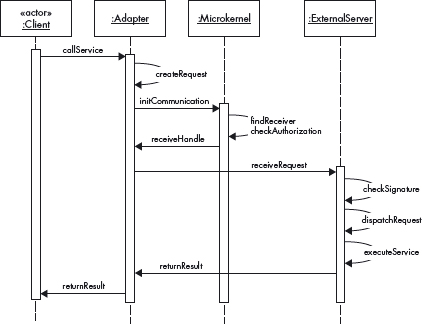 «actor»
:Client
:Adapter
:Microkernel
:ExternalServer
callService
createRequest
initCommunication
findReceiver
checkAuthorization
receiveHandle
receiveRequest
checkSignature
dispatchRequest
executeService
returnResult
returnResult